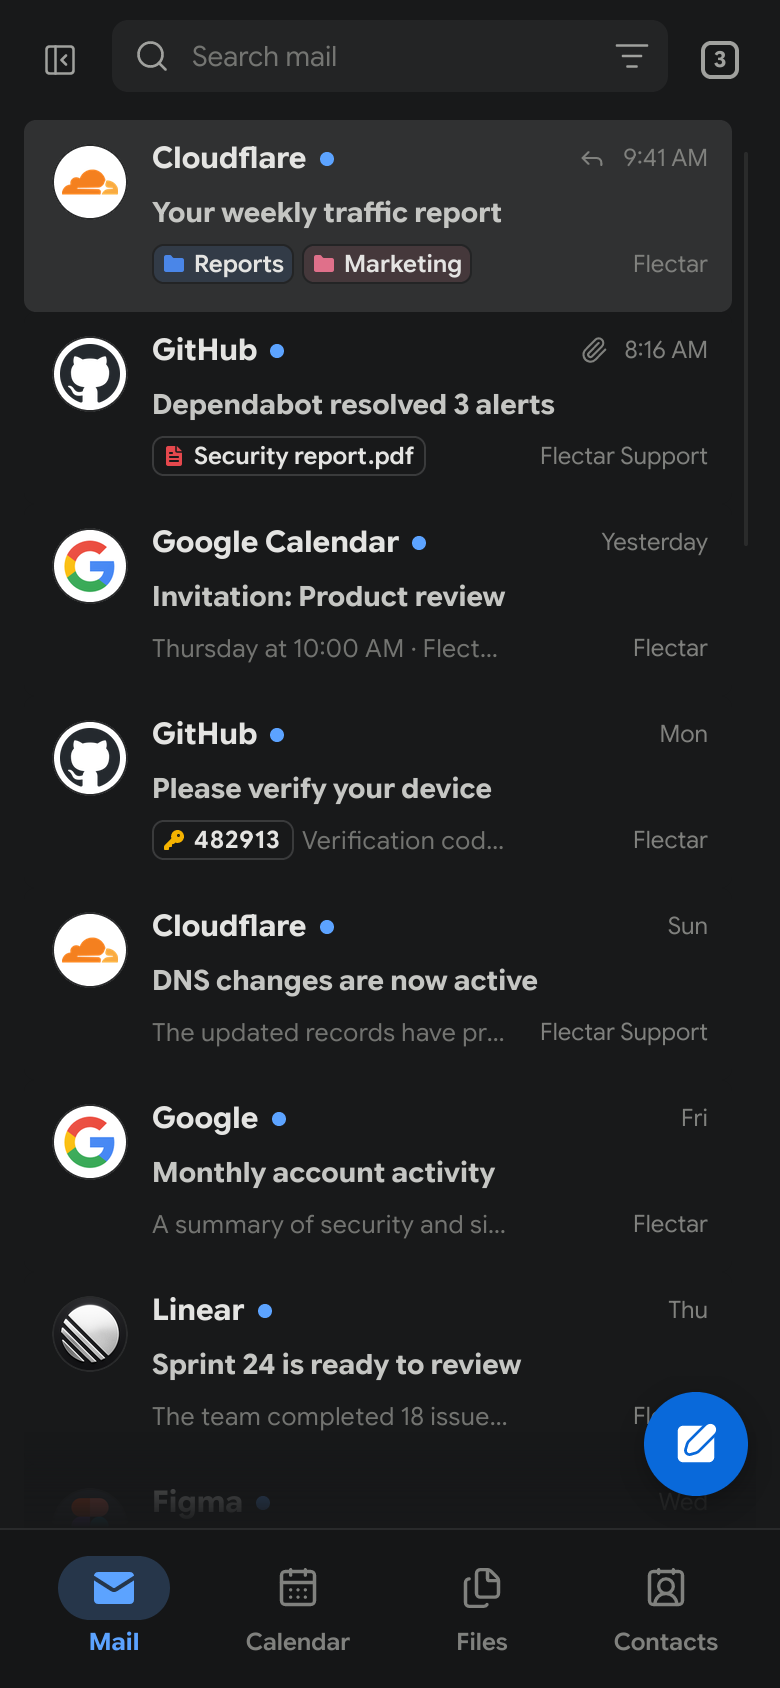 Search mail
3
Cloudflare
9:41 AM
Your weekly traffic report
Reports Marketing Flectar
GitHub
8:16 AM
Dependabot resolved 3 alerts
Security report.pdf Flectar Support
Google Calendar
Yesterday
Invitation: Product review
Thursday at 10:00 AM · Flect... Flectar
GitHub
Mon
Please verify your device
482913 Verification cod... Flectar
Cloudflare
Sun
DNS changes are now active
The updated records have pr... Flectar Support
Google
Fri
Monthly account activity
A summary of security and si... Flectar
Linear
Thu
Sprint 24 is ready to review
The team completed 18 issue...
Figma
Wed
Mail Calendar Files Contacts